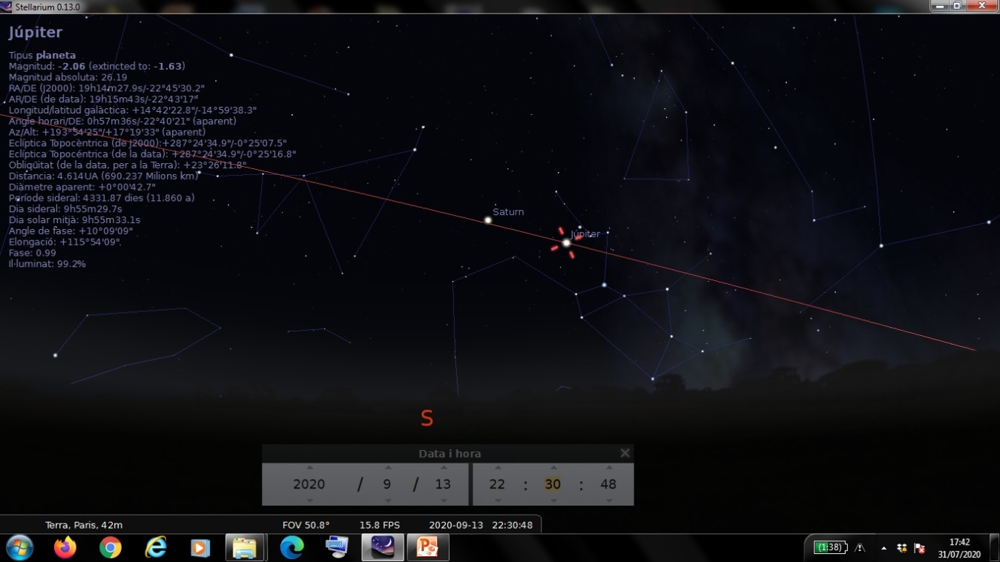 Stellarium 0.13.0
Júpiter
Tipus planeta
Magnitud: -2.06 (extincted to: -1.63)
Magnitud absoluta: 26.19
RA/DE (J2000): 19h14m27.9s/-22°45'30.2"
AR/DE (de data): 19h15m43s/-22°43'17"
Longitud/latitud galàctica: +14°42'22.8"/-14°59'38.3"
Angle horari/DE: 0h57m36s/-22°40'21" (aparent)
Az/Alt: +193°54'25"/+17°19'33" (aparent)
Eclíptica Topocèntrica (de J2000):+287°24'34.9"/-0°25'07.5"
Eclíptica Topocéntrica (de la data): +287°24'34.9"/-0°25'16.8"
Obliqüitat (de la data, per a la Terra): +23°26'11.8"
Distancia: 4.614UA (690.237 Milions km)
Diàmetre aparent: +0°00'42.7"
Període sideral: 4331.87 dies (11.860 a)
Dia sideral: 9h55m29.7s
Dia solar mitjà: 9h55m33.1s
Angle de fase: +10°09'09"
Elongació: +115°54'09"
Fase: 0.99
Il·luminat: 99.2%
Saturn
Júpiter
S
Data i hora
2020 / 9 / 13 22 : 30 : 48
Terra, Paris, 42m FOV 50.8° 15.8 FPS 2020-09-13 22:30:48
(1:38) 17:42
31/07/2020